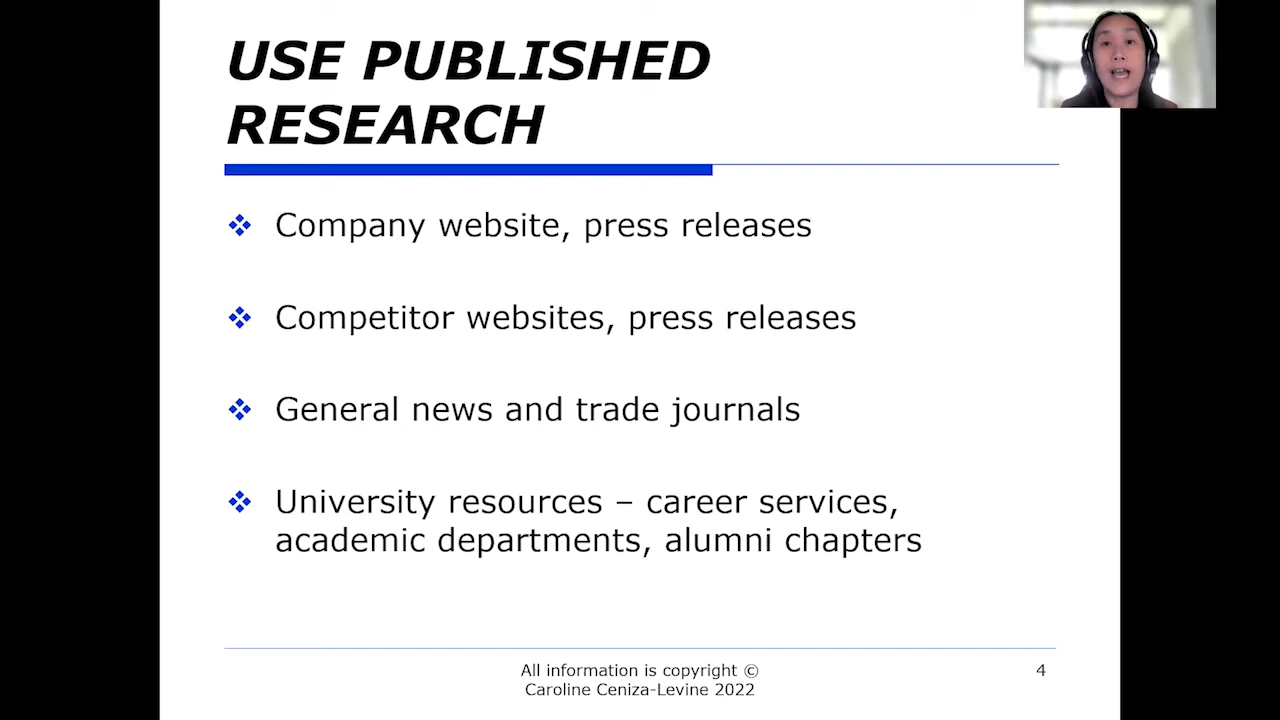 USE PUBLISHED
RESEARCH
Company website, press releases
Competitor websites, press releases
General news and trade journals
University resources – career services,
academic departments, alumni chapters
All information is copyright ©
Caroline Ceniza-Levine 2022
4